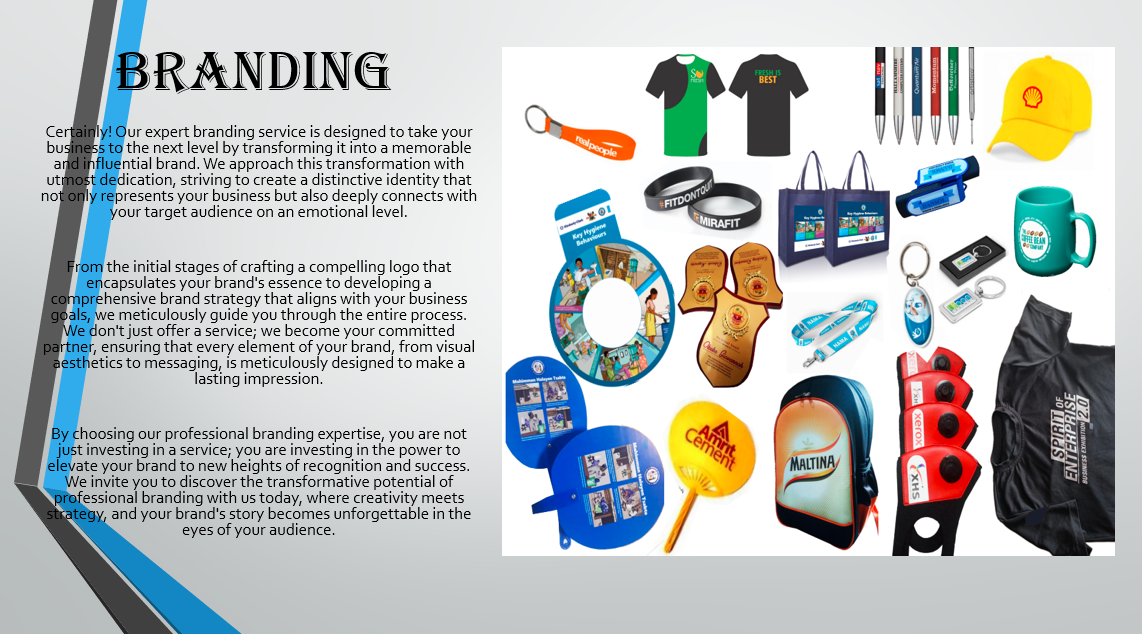 BRANDING
Certainly! Our expert branding service is designed to take your
business to the next level by transforming it into a memorable
and influential brand. We approach this transformation with
utmost dedication, striving to create a distinctive identity that
not only represents your business but also deeply connects with
your target audience on an emotional level.
From the initial stages of crafting a compelling logo that
encapsulates your brand's essence to developing a
comprehensive brand strategy that aligns with your business
goals, we meticulously guide you through the entire process.
We don't just offer a service; we become your committed
partner, ensuring that every element of your brand, from visual
aesthetics to messaging, is meticulously designed to make a
lasting impression.
By choosing our professional branding expertise, you are not
just investing in a service; you are investing in the power to
elevate your brand to new heights of recognition and success.
We invite you to discover the transformative potential of
professional branding with us today, where creativity meets
strategy, and your brand's story becomes unforgettable in the
eyes of your audience.
realpeople
So
fresh
FRESH IS
BEST
Momentum
#FITDONTQUIT
#MIRAFIT
Key Hygiene
Behaviours
THE
COFFEE BEAN
COMPANY
Amnt
Cement
MALTINA
xerox
SPIRIT OF
ENTERPRISE
2.0
BUSINESS EXHIBITION